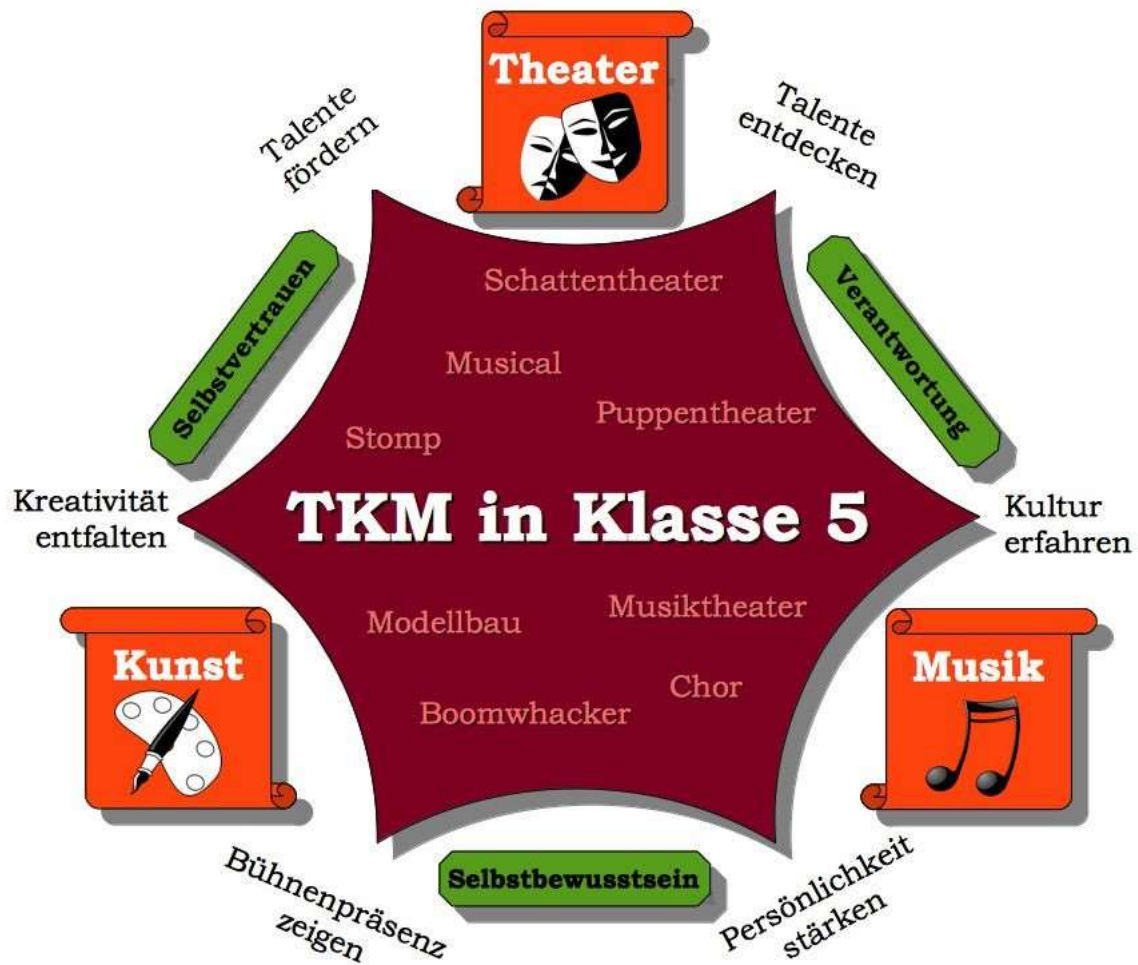 Theater
Talente
fördern
Talente
entdecken
Selbstvertrauen
Verantwortung
Schattentheater
Musical
Puppentheater
Stomp
Kreativität
entfalten
TKM in Klasse 5
Kultur
erfahren
Modellbau
Musiktheater
Kunst
Musik
Chor
Boomwhacker
Bühnenpräsenz
zeigen
Selbstbewusstsein
Persönlichkeit
stärken